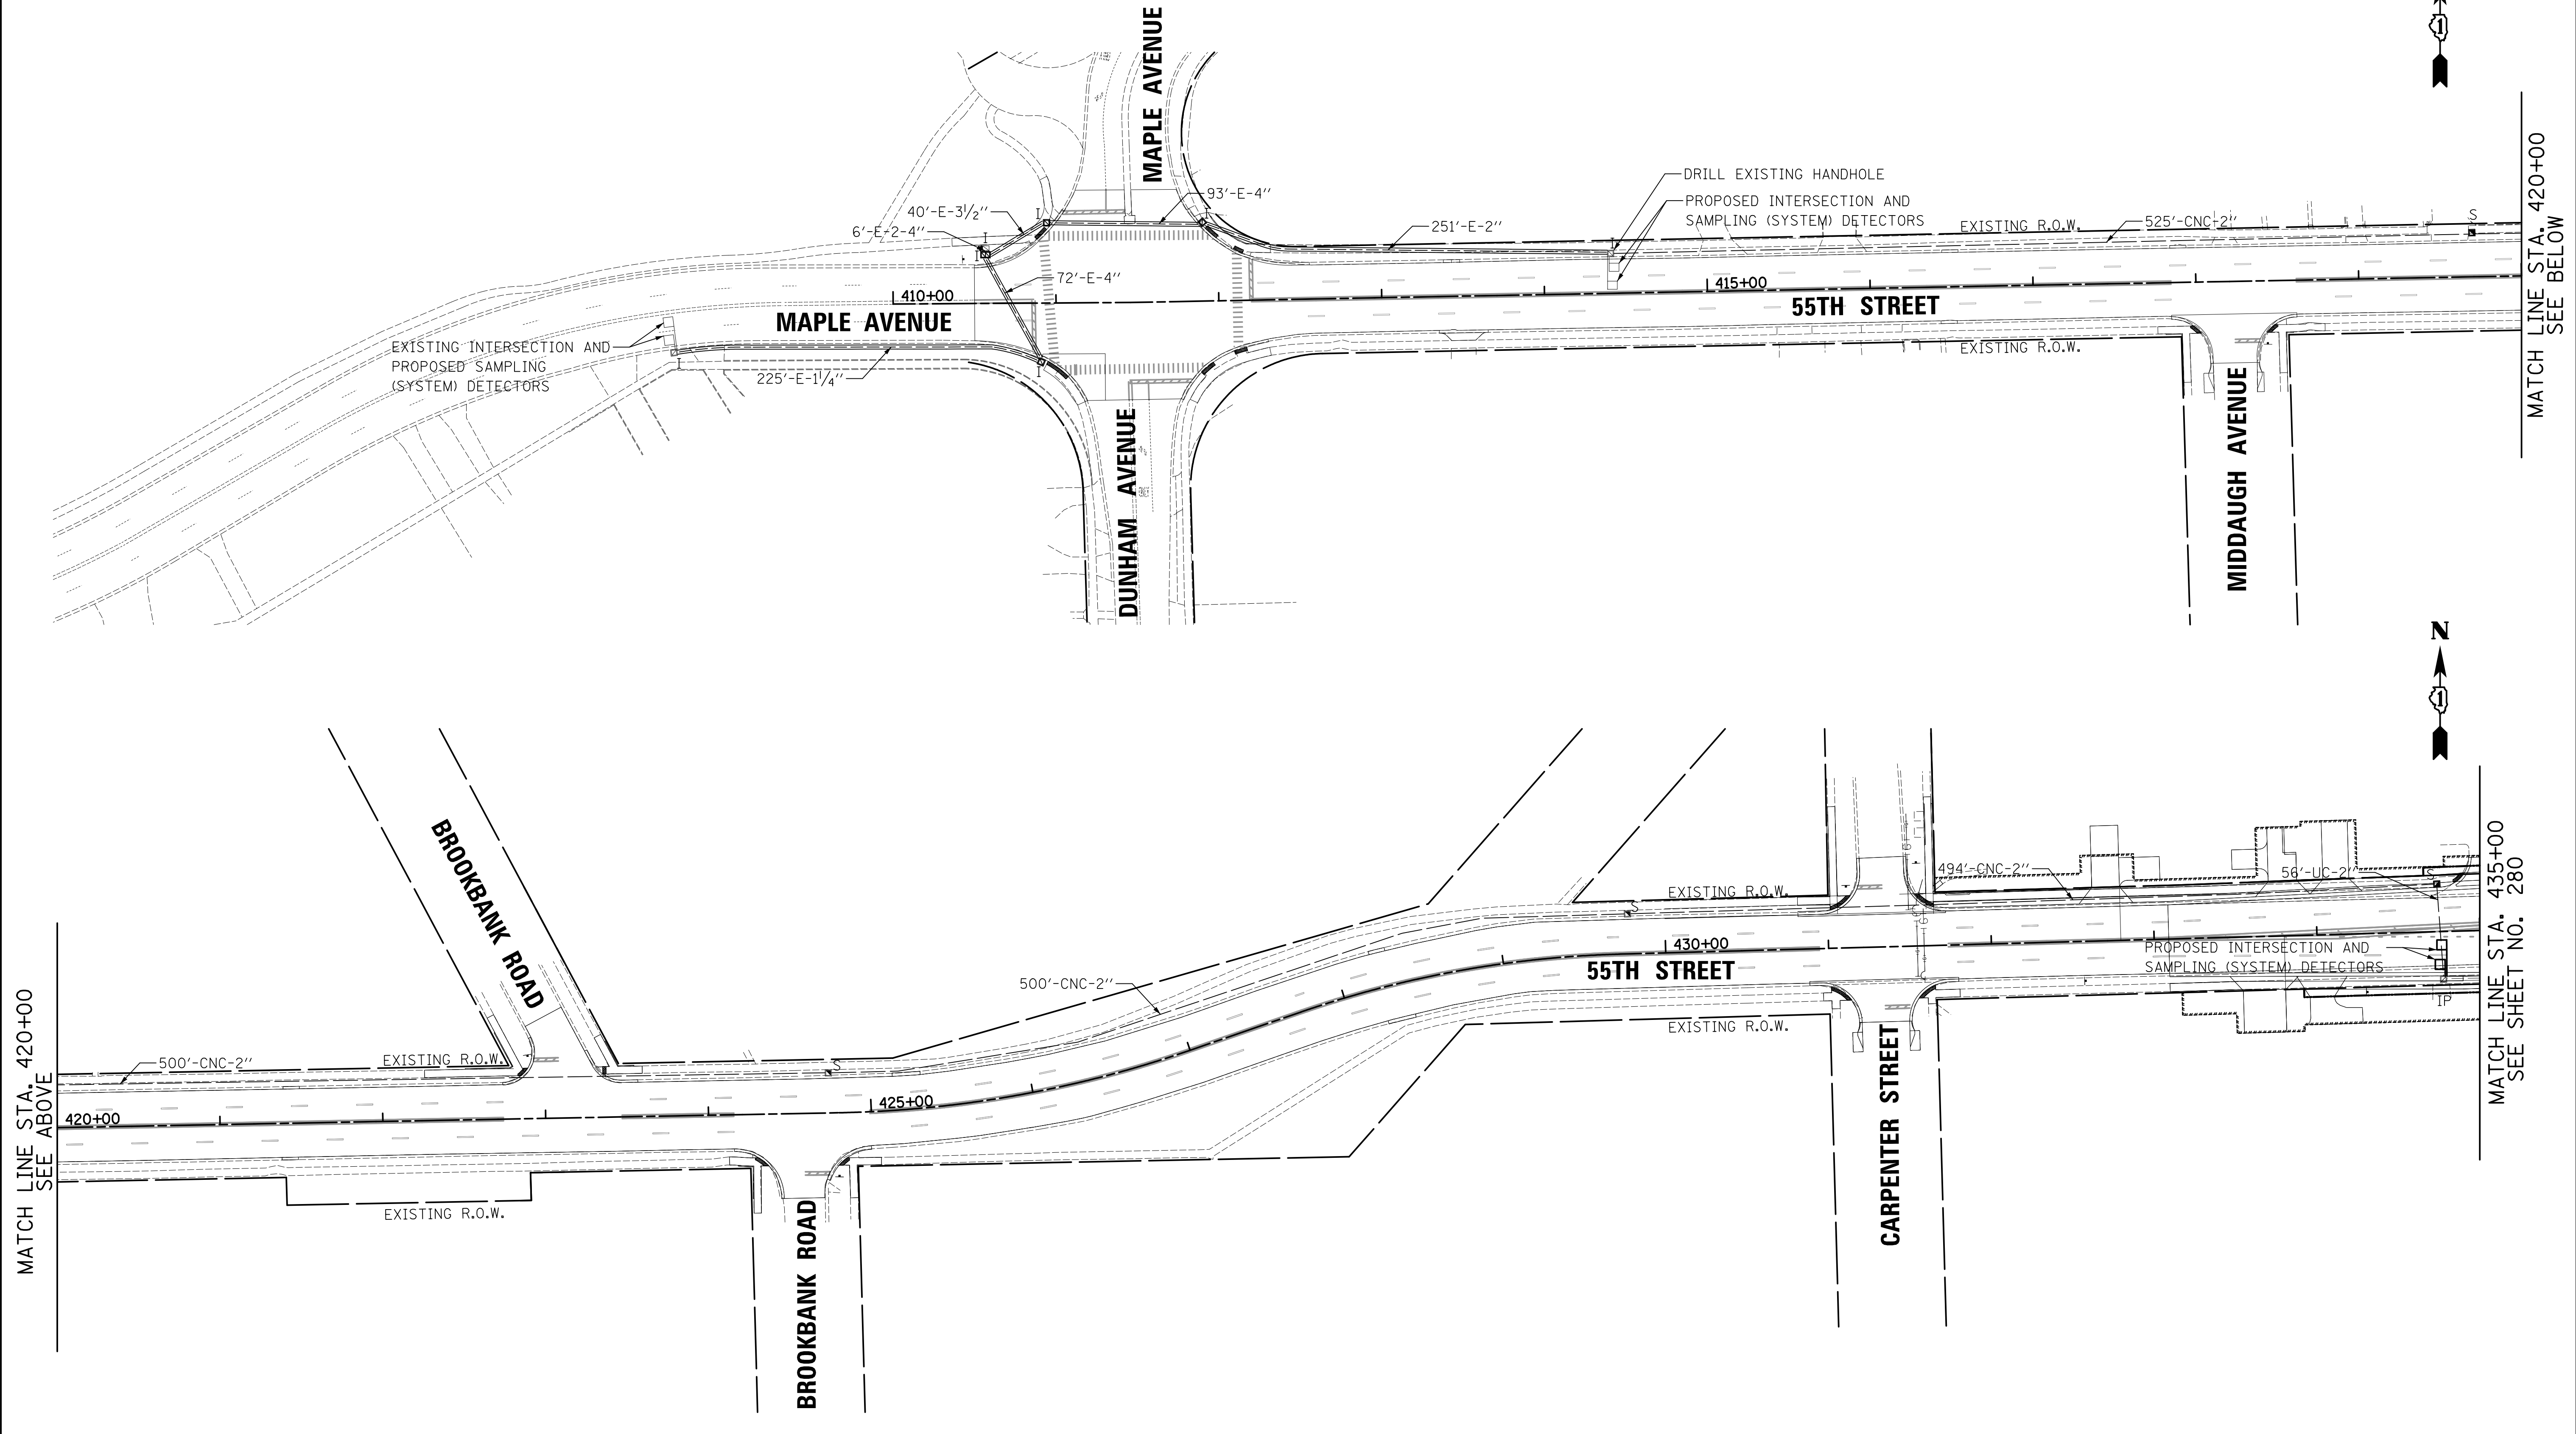 MAPLE AVENUE
1
DRILL EXISTING HANDHOLE
93'-E-4"
PROPOSED INTERSECTION AND
SAMPLING (SYSTEM) DETECTORS
40'-E-3½"
I
I
S
251'-E-2"
EXISTING R.O.W.
525'-CNC-2"
6'-E-2-4"
I
I
I
72'-E-4"
410+00
415+00
55TH STREET
MAPLE AVENUE
EXISTING INTERSECTION AND
PROPOSED SAMPLING
(SYSTEM) DETECTORS
I
225'-E-1¼"
I
EXISTING R.O.W.
DUNHAM AVENUE
MIDDAUGH AVENUE
MATCH LINE STA. 420+00
SEE BELOW
N
1
BROOKBANK ROAD
EXISTING R.O.W.
S
494'-CNC-2"
56'-UC-2"
S
430+00
PROPOSED INTERSECTION AND
SAMPLING (SYSTEM) DETECTORS
55TH STREET
500'-CNC-2"
IP
EXISTING R.O.W.
500'-CNC-2"
EXISTING R.O.W.
S
425+00
420+00
EXISTING R.O.W.
BROOKBANK ROAD
CARPENTER STREET
MATCH LINE STA. 420+00
SEE ABOVE
MATCH LINE STA. 435+00
SEE SHEET NO. 280